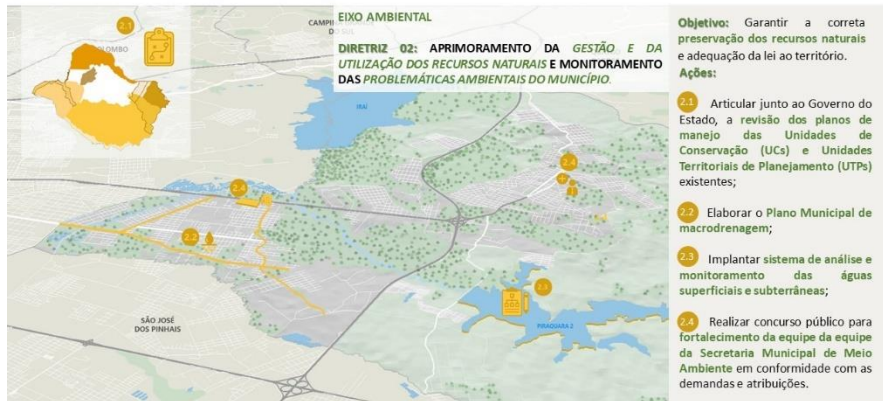 EIXO AMBIENTAL
DIRETRIZ 02: APRIMORAMENTO DA GESTÃO E DA
UTILIZAÇÃO DOS RECURSOS NATURAIS E MONITORAMENTO
DAS PROBLEMÁTICAS AMBIENTAIS DO MUNICÍPIO.
2.1
OLOMBO
CAMPIN
IRAÍ
2.4
2.4
2.2
2.3
PIRAQUARA 2
SÃO JOSÉ
DOS PINHAIS
Objetivo: Garantir a correta
preservação dos recursos naturais
e adequação da lei ao território.
Ações:
2.1 Articular junto ao Governo do
Estado, a revisão dos planos de
manejo das Unidades de
Conservação (UCs) e Unidades
Territoriais de Planejamento (UTPs)
existentes;
2.2 Elaborar o Plano Municipal de
macrodrenagem;
2.3 Implantar sistema de análise e
monitoramento das águas
superficiais e subterrâneas;
2.4 Realizar concurso público para
fortalecimento da equipe da equipe
da Secretaria Municipal de Meio
Ambiente em conformidade com as
demandas e atribuições.